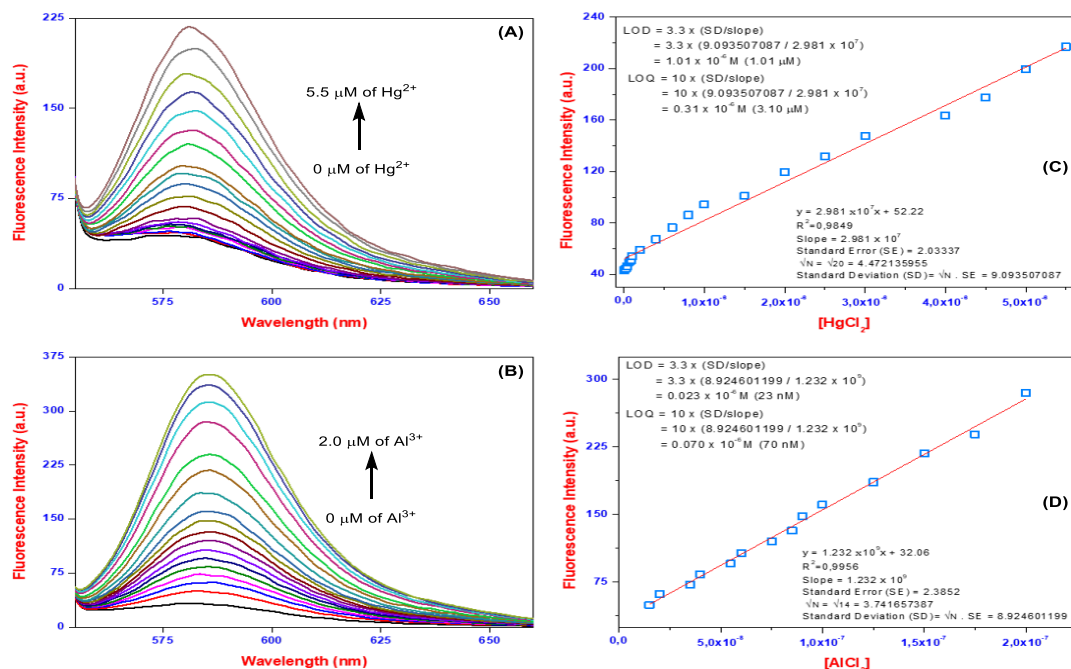 (A)
225
150
75
0
575
600
625
650
Fluorescence Intensity (a.u.)
Wavelength (nm)
5.5 μM of Hg2+
0 μM of Hg2+
(C)
240
200
160
120
80
40
0,0
1,0x10⁻⁶
2,0x10⁻⁶
3,0x10⁻⁶
4,0x10⁻⁶
5,0x10⁻⁶
Fluorescence Intensity (a.u.)
[HgCl2]
LOD = 3.3 x (SD/slope)
= 3.3 x (9.093507087 / 2.981 x 10⁷)
= 1.01 x 10⁻⁶ M (1.01 μM)
LOQ = 10 x (SD/slope)
= 10 x (9.093507087 / 2.981 x 10⁷)
= 0.31 x 10⁻⁶ M (3.10 μM)
y = 2.981 x10⁷x + 52.22
R²=0,9849
Slope = 2.981 x 10⁷
Standard Error (SE) = 2.03337
√N = √20 = 4.472135955
Standard Deviation (SD)= √N . SE = 9.093507087
(B)
375
300
225
150
75
0
575
600
625
650
Fluorescence Intensity (a.u.)
Wavelength (nm)
2.0 μM of Al3+
0 μM of Al3+
(D)
300
225
150
75
0,0
5,0x10⁻⁸
1,0x10⁻⁷
1,5x10⁻⁷
2,0x10⁻⁷
Fluorescence Intensity (a.u.)
LOD = 3.3 x (SD/slope)
= 3.3 x (8.924601199 / 1.232 x 10⁹)
= 0.023 x 10⁻⁶ M (23 nM)
LOQ = 10 x (SD/slope)
= 10 x (8.924601199 / 1.232 x 10⁹)
= 0.070 x 10⁻⁶ M (70 nM)
y = 1.232 x10⁹x + 32.06
R²=0,9956
Slope = 1.232 x 10⁹
Standard Error (SE) = 2.3852
√N = √14 = 3.741657387
Standard Deviation (SD)= √N . SE = 8.924601199